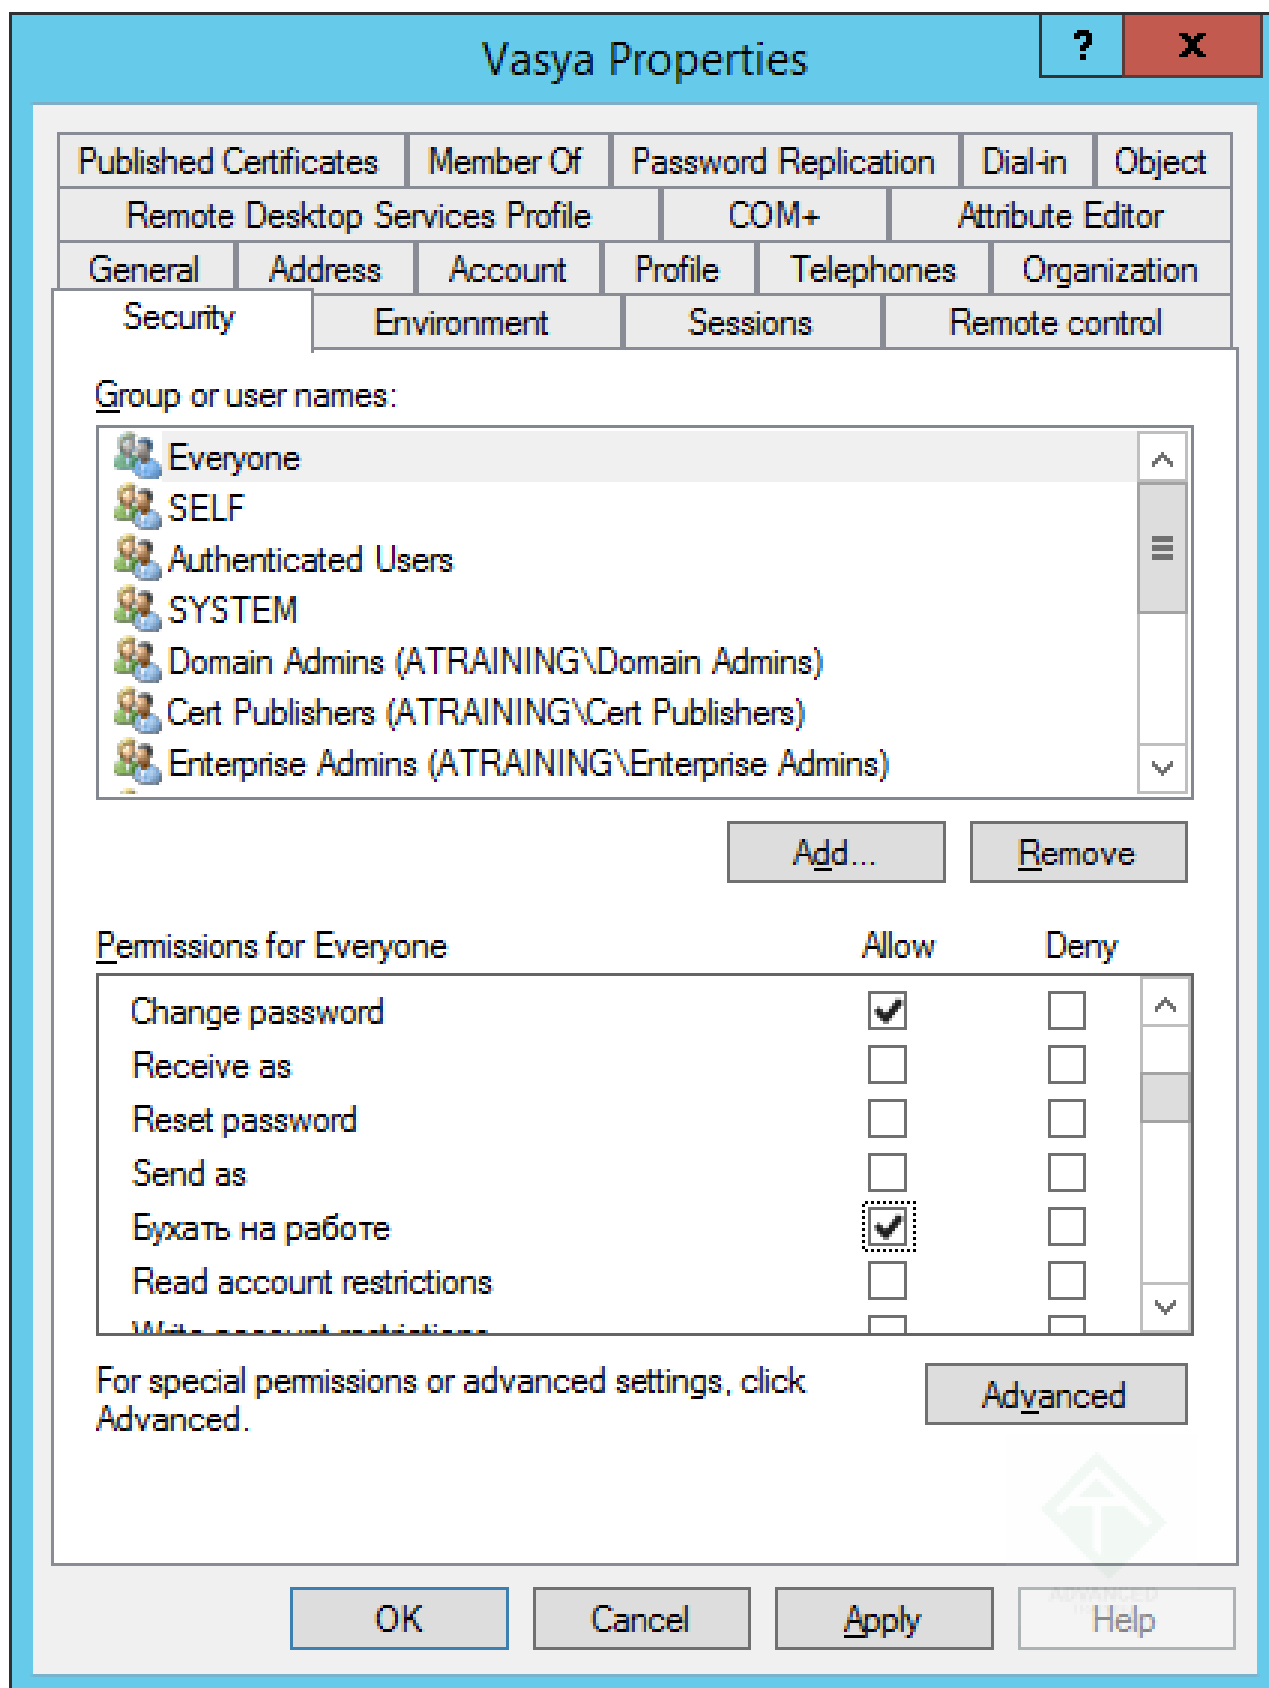 Vasya Properties
?
x
Published Certificates Member Of Password Replication Dial-in Object
Remote Desktop Services Profile COM+ Attribute Editor
General Address Account Profile Telephones Organization
Security Environment Sessions Remote control
Group or user names:
Everyone
SELF
Authenticated Users
SYSTEM
Domain Admins (ATRAINING\Domain Admins)
Cert Publishers (ATRAINING\Cert Publishers)
Enterprise Admins (ATRAINING\Enterprise Admins)
Add... Remove
Permissions for Everyone Allow Deny
Change password
Receive as
Reset password
Send as
Бухать на работе
Read account restrictions
Write account restrictions
For special permissions or advanced settings, click
Advanced.
Advanced
ADVANCED
OK Cancel Apply Help